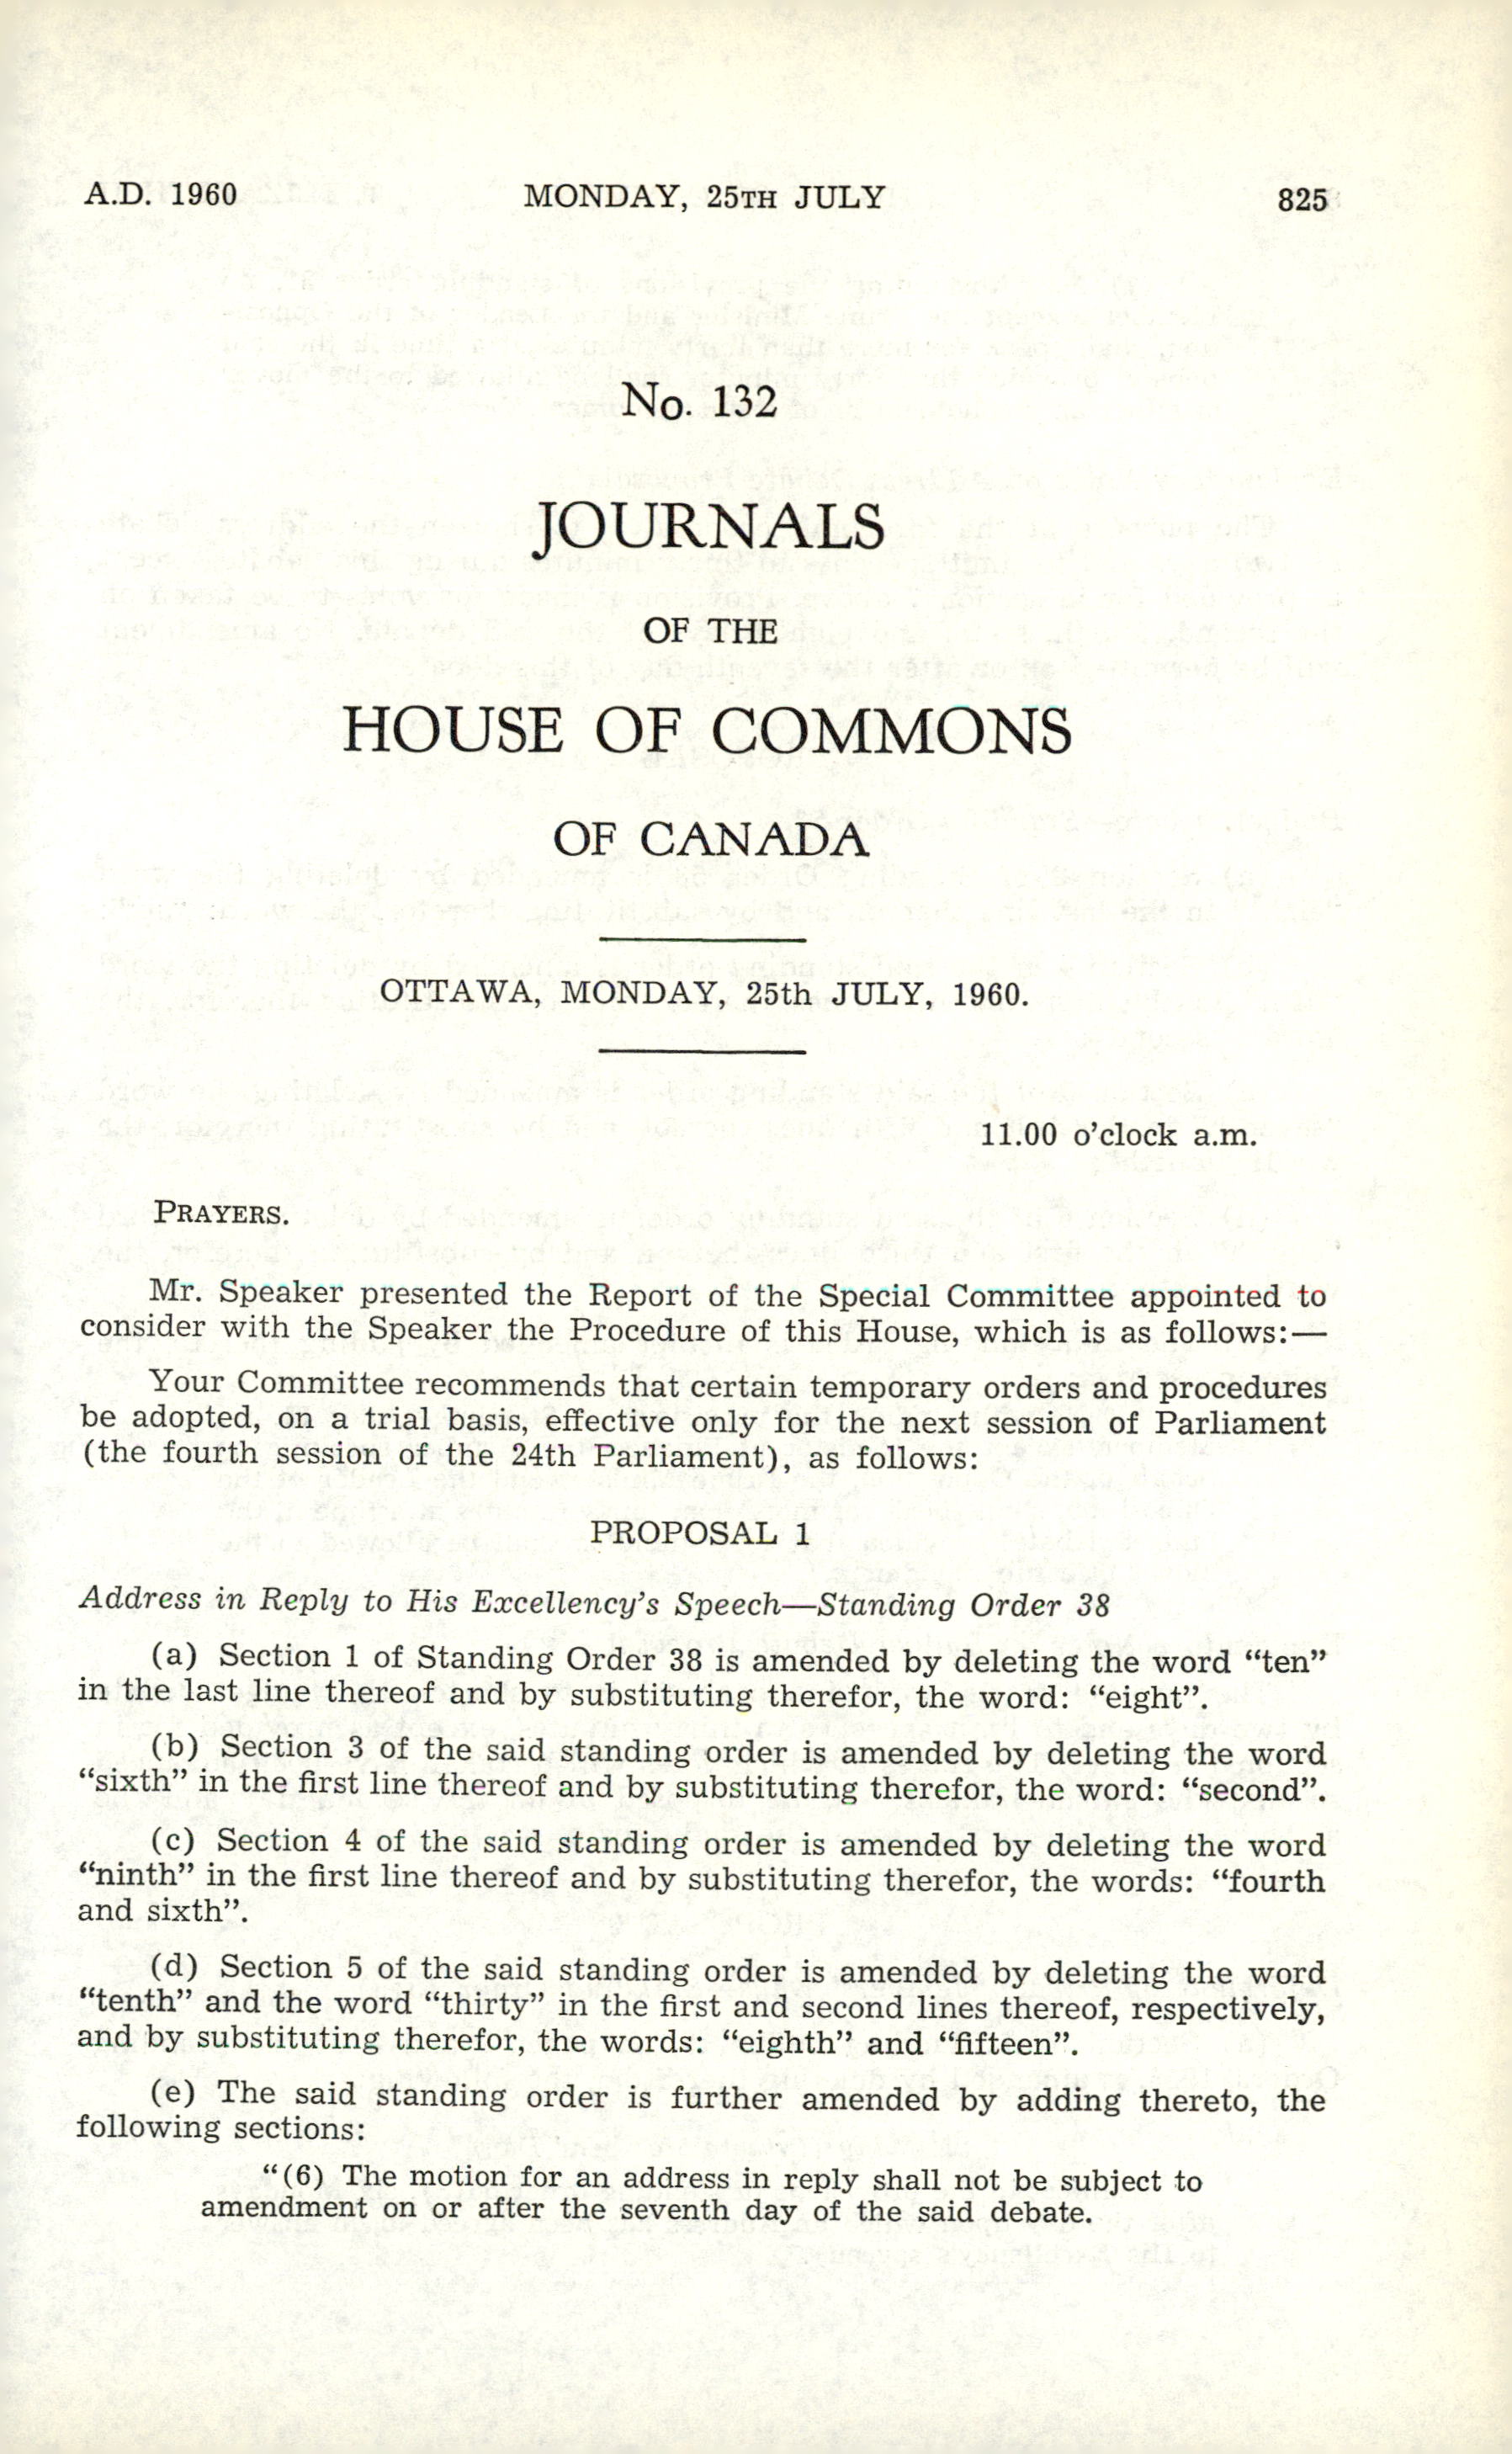 A.D. 1960 MONDAY, 25TH JULY 825
No. 132
JOURNALS
OF THE
HOUSE OF COMMONS
OF CANADA
OTTAWA, MONDAY, 25th JULY, 1960.
11.00 o'clock a.m.
PRAYERS.
Mr. Speaker presented the Report of the Special Committee appointed to
consider with the Speaker the Procedure of this House, which is as follows:—
Your Committee recommends that certain temporary orders and procedures
be adopted, on a trial basis, effective only for the next session of Parliament
(the fourth session of the 24th Parliament), as follows:
PROPOSAL 1
Address in Reply to His Excellency's Speech—Standing Order 38
(a) Section 1 of Standing Order 38 is amended by deleting the word “ten”
in the last line thereof and by substituting therefor, the word: “eight”.
(b) Section 3 of the said standing order is amended by deleting the word
“sixth” in the first line thereof and by substituting therefor, the word: “second”.
(c) Section 4 of the said standing order is amended by deleting the word
“ninth” in the first line thereof and by substituting therefor, the words: “fourth
and sixth”.
(d) Section 5 of the said standing order is amended by deleting the word
“tenth” and the word “thirty” in the first and second lines thereof, respectively,
and by substituting therefor, the words: “eighth” and “fifteen”.
(e) The said standing order is further amended by adding thereto, the
following sections:
“(6) The motion for an address in reply shall not be subject to
amendment on or after the seventh day of the said debate.